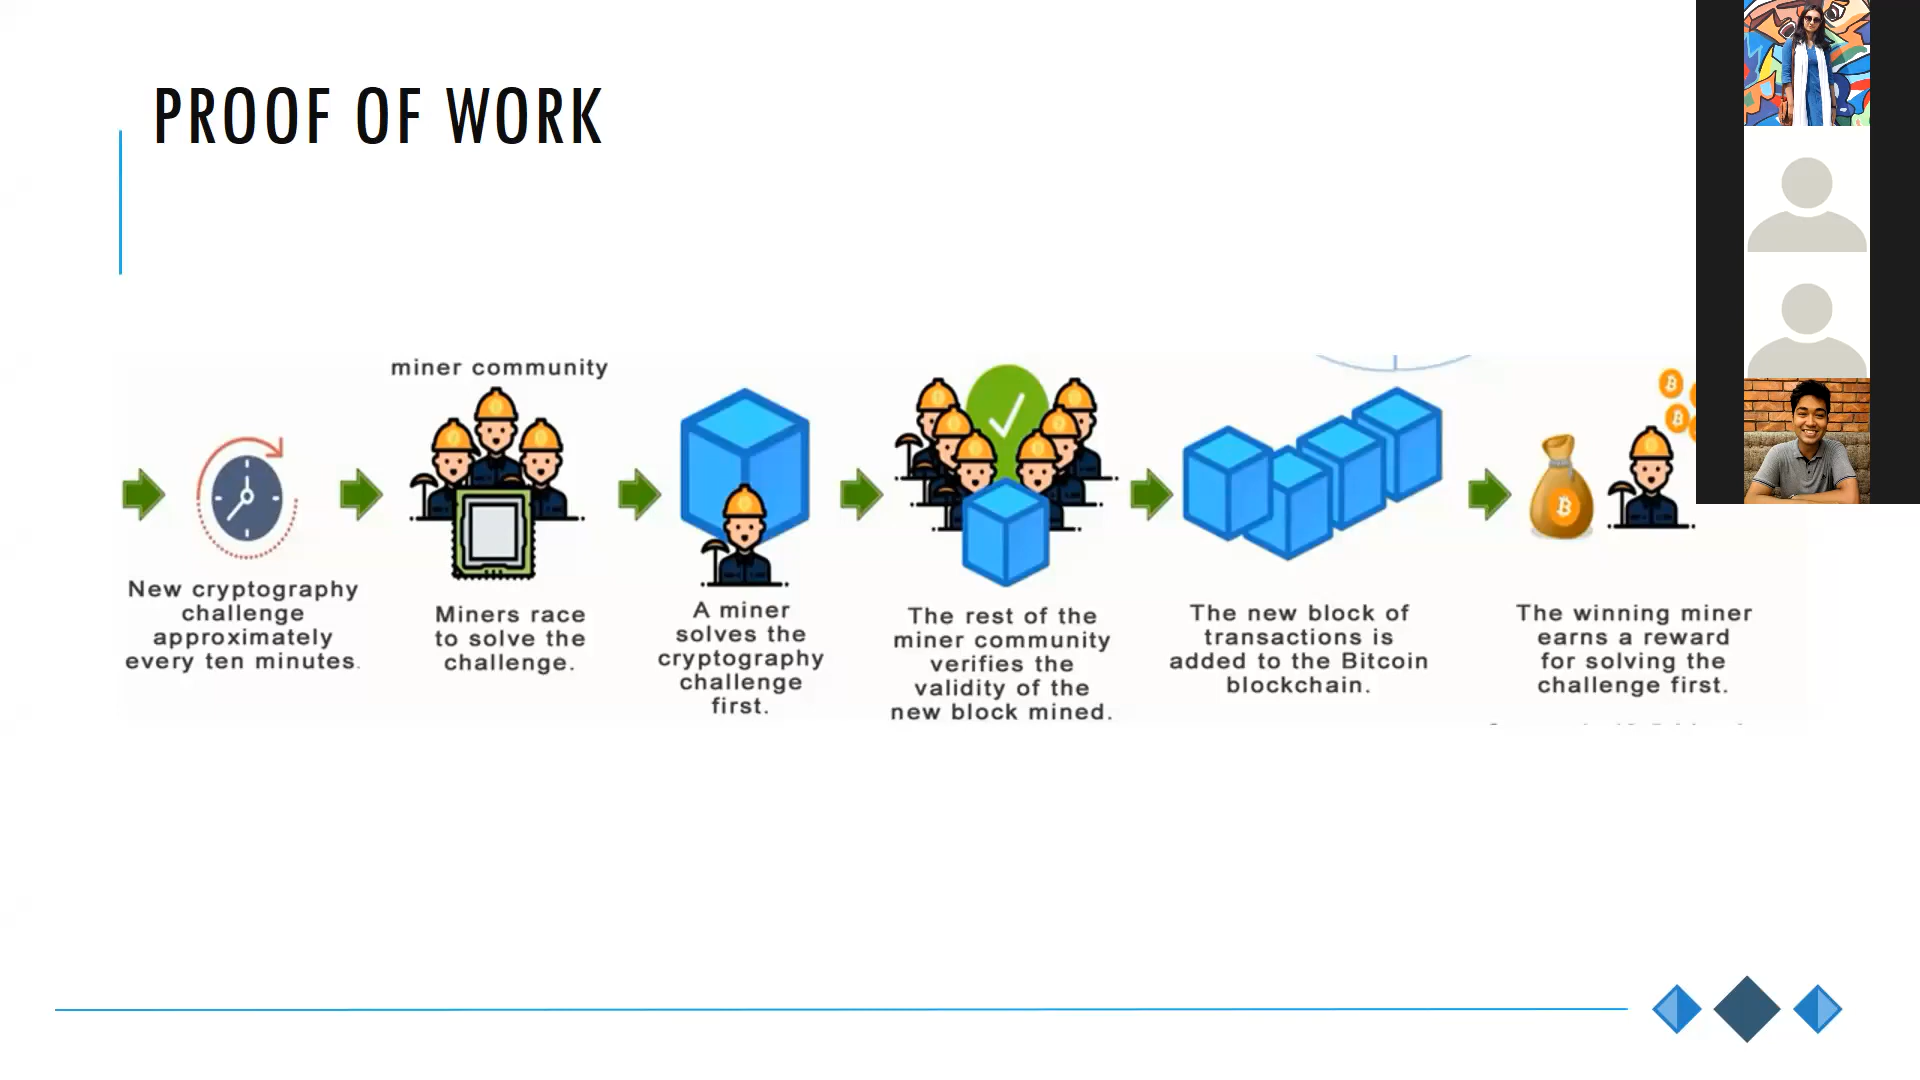 PROOF OF WORK
miner community
New cryptography
challenge
approximately
every ten minutes.
Miners race
to solve the
challenge.
A miner
solves the
cryptography
challenge
first.
The rest of the
miner community
verifies the
validity of the
new block mined.
The new block of
transactions is
added to the Bitcoin
blockchain.
The winning miner
earns a reward
for solving the
challenge first.